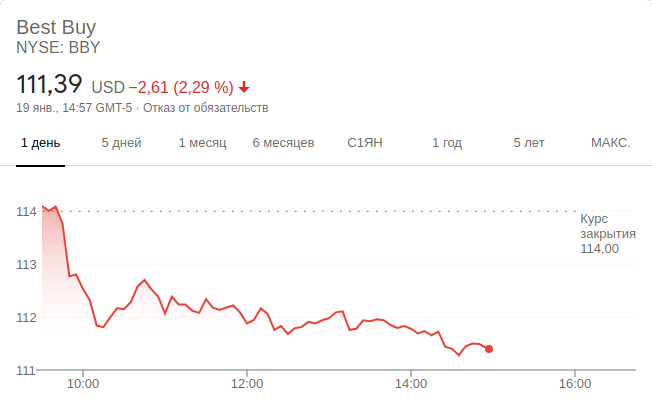 Best Buy
NYSE: BBY
111,39 USD −2,61 (2,29 %)
19 янв., 14:57 GMT-5 · Отказ от обязательств
1 день 5 дней 1 месяц 6 месяцев С1ЯН 1 год 5 лет МАКС.
114
Курс
закрытия
114,00
113
112
111
10:00 12:00 14:00 16:00